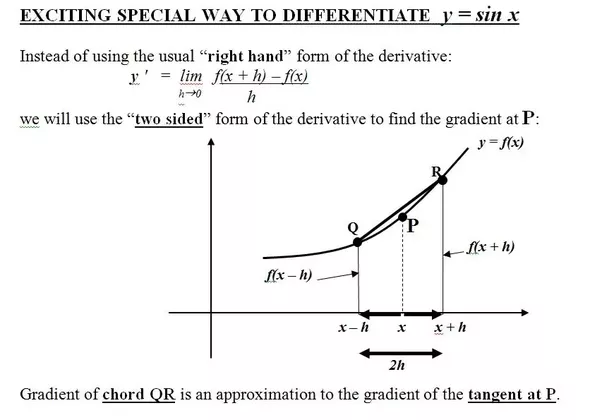 EXCITING SPECIAL WAY TO DIFFERENTIATE y = sin x
Instead of using the usual “right hand” form of the derivative:
y ' = lim f(x + h) – f(x)
h→0 h
we will use the “two sided” form of the derivative to find the gradient at P:
y = f(x)
R
Q
P
f(x + h)
f(x – h)
x – h x x + h
2h
Gradient of chord QR is an approximation to the gradient of the tangent at P.